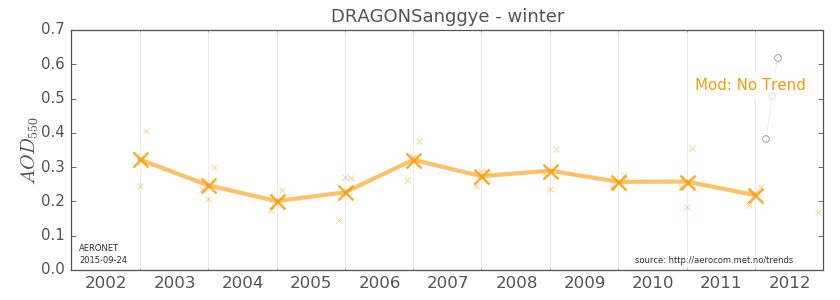 DRAGONSanggye - winter
0.7
0.6
0.5
0.4
0.3
0.2
0.1
0.0
AOD550
Mod: No Trend
AERONET
2015-09-24
source: http://aerocom.met.no/trends
2002 2003 2004 2005 2006 2007 2008 2009 2010 2011 2012